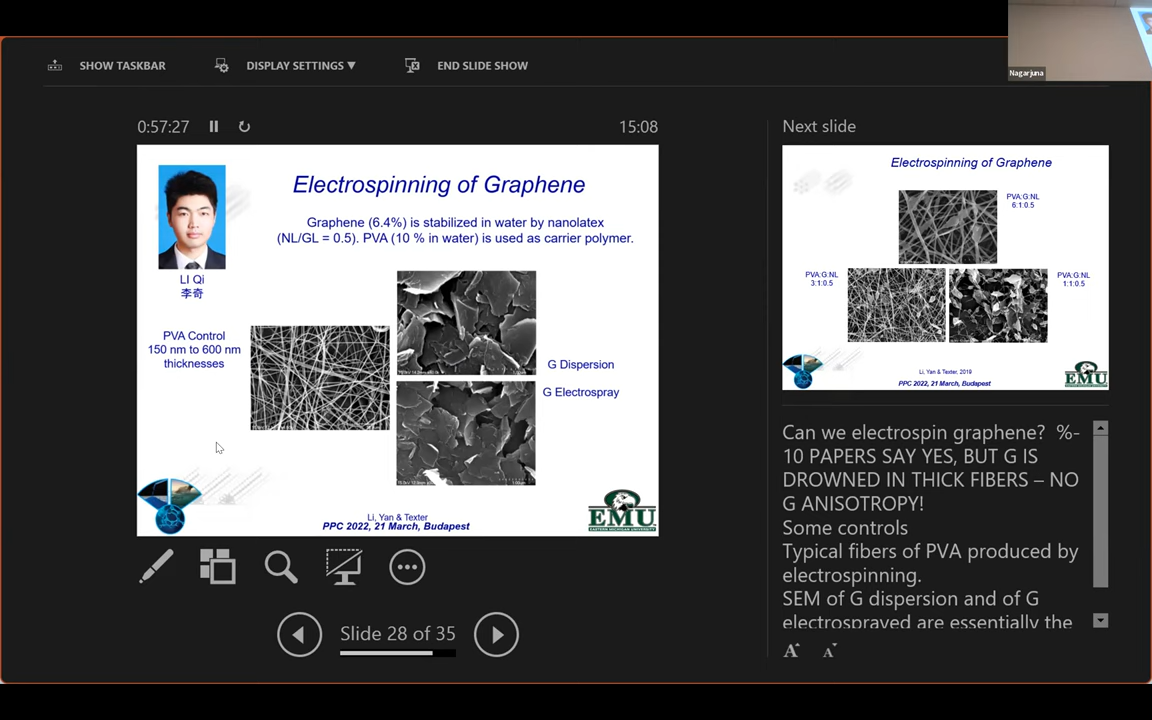 Nagarjuna
SHOW TASKBAR
DISPLAY SETTINGS ▼
END SLIDE SHOW
0:57:27
15:08
Next slide
Electrospinning of Graphene
Graphene (6.4%) is stabilized in water by nanolatex
(NL/GL = 0.5). PVA (10 % in water) is used as carrier polymer.
LI Qi
李奇
PVA Control
150 nm to 600 nm
thicknesses
G Dispersion
G Electrospray
Li, Yan & Texter
PPC 2022, 21 March, Budapest
EMU
EASTERN MICHIGAN UNIVERSITY
Electrospinning of Graphene
PVA:G:NL
6:1:0.5
PVA:G:NL
3:1:0.5
PVA:G:NL
1:1:0.5
Li, Yan & Texter, 2019
PPC 2022, 21 March, Budapest
EMU
Can we electrospin graphene?  %-
10 PAPERS SAY YES, BUT G IS
DROWNED IN THICK FIBERS – NO
G ANISOTROPY!
Some controls
Typical fibers of PVA produced by
electrospinning.
SEM of G dispersion and of G
electrosprayed are essentially the
Slide 28 of 35
A A